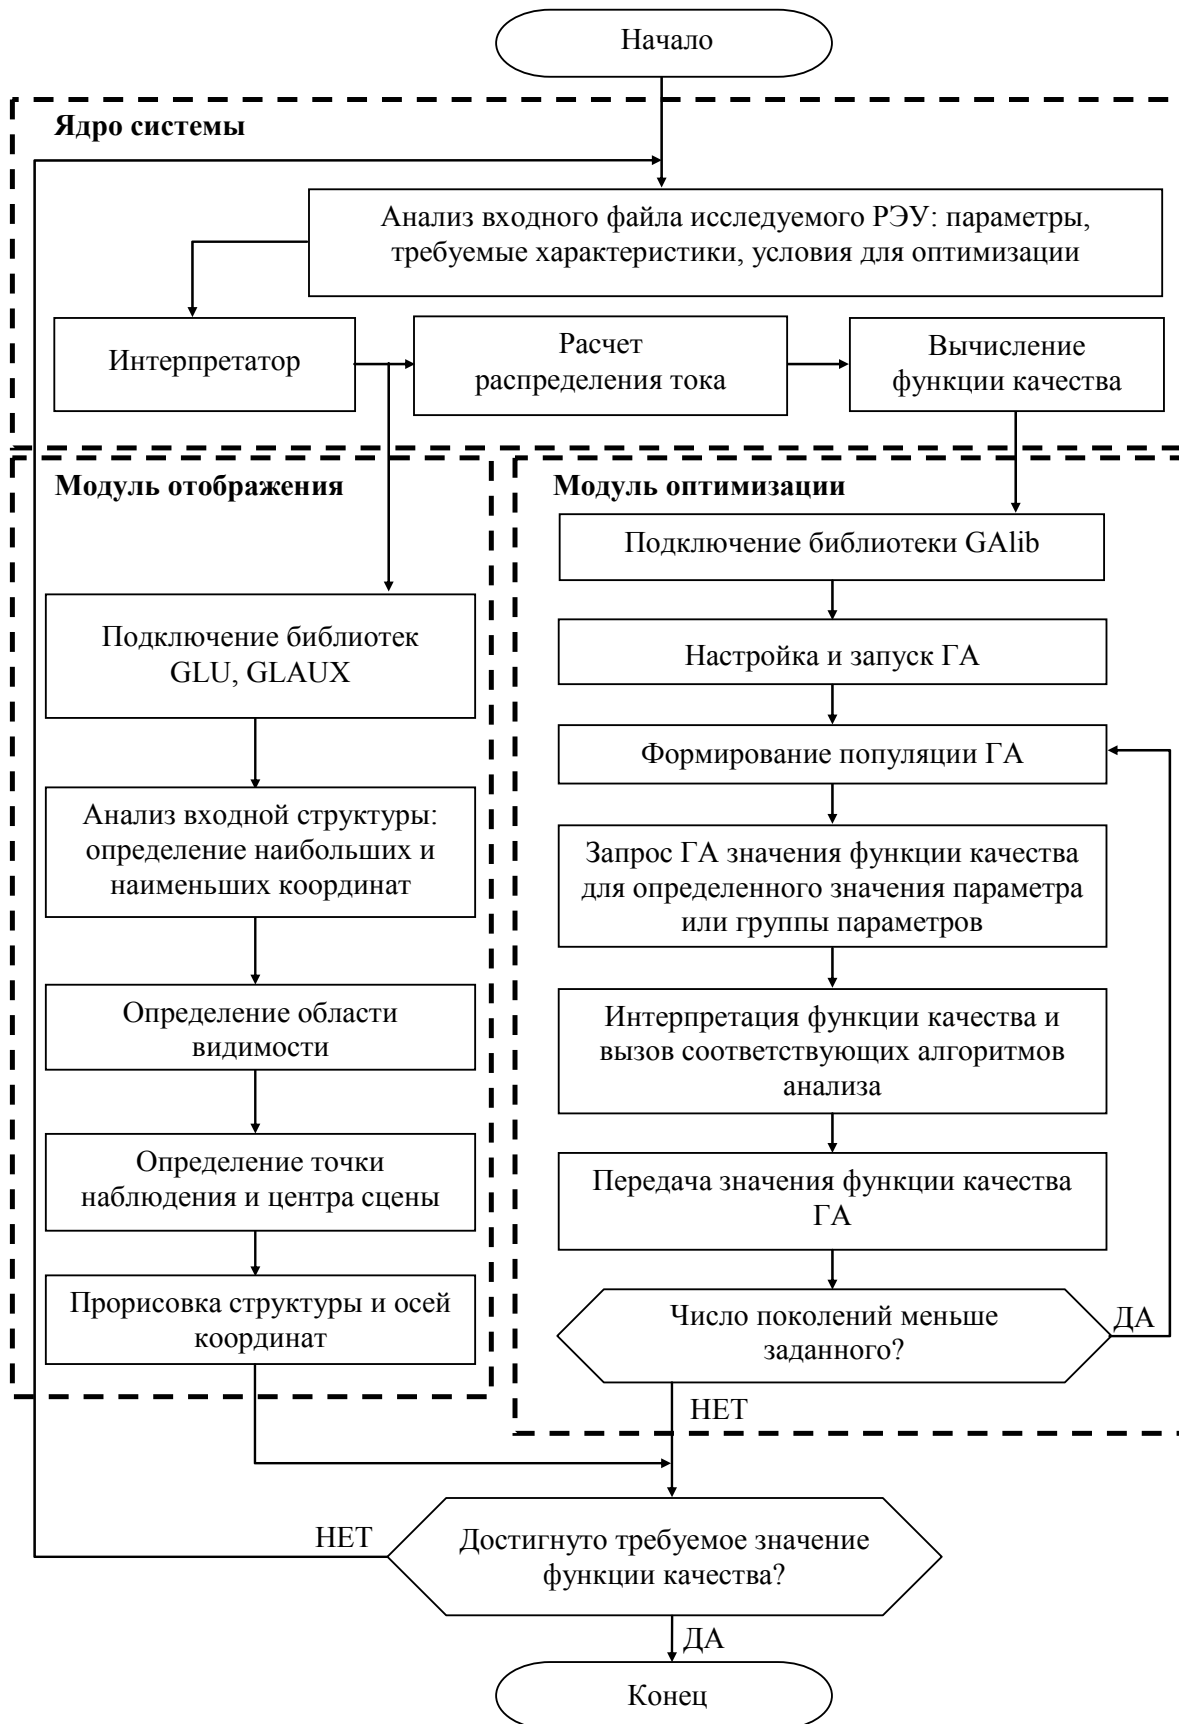 Начало
Ядро системы
Анализ входного файла исследуемого РЭУ: параметры,
требуемые характеристики, условия для оптимизации
Интерпретатор
Расчет
распределения тока
Вычисление
функции качества
Модуль отображения
Подключение библиотек
GLU, GLAUX
Анализ входной структуры:
определение наибольших и
наименьших координат
Определение области
видимости
Определение точки
наблюдения и центра сцены
Прорисовка структуры и осей
координат
Модуль оптимизации
Подключение библиотеки GAlib
Настройка и запуск ГА
Формирование популяции ГА
Запрос ГА значения функции качества
для определенного значения параметра
или группы параметров
Интерпретация функции качества и
вызов соответствующих алгоритмов
анализа
Передача значения функции качества
ГА
Число поколений меньше
заданного?
ДА
НЕТ
НЕТ
Достигнуто требуемое значение
функции качества?
ДА
Конец